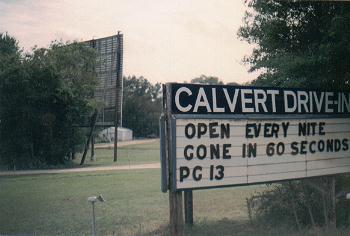 CALVERT DRIVE-IN
OPEN EVERY NITE
GONE IN 60 SECONDS
PG 13